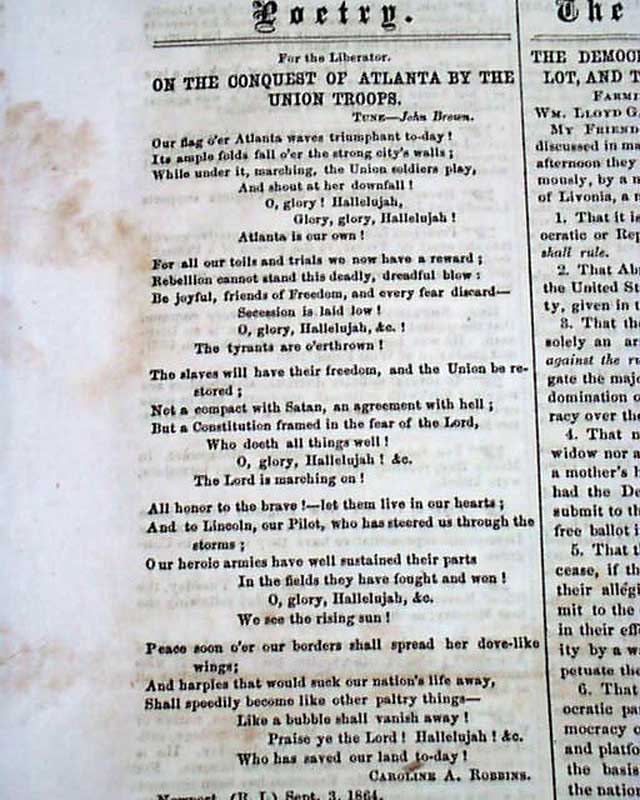 Poetry.
For the Liberator.
ON THE CONQUEST OF ATLANTA BY THE
UNION TROOPS.
TUNE—John Brown.
Our flag o'er Atlanta waves triumphant to-day!
Its ample folds fall o'er the strong city's walls;
While under it, marching, the Union soldiers play,
And shout at her downfall!
O, glory! Hallelujah,
Glory, glory, Hallelujah!
Atlanta is our own!
For all our toils and trials we now have a reward;
Rebellion cannot stand this deadly, dreadful blow:
Be joyful, friends of Freedom, and every fear discard—
Secession is laid low!
O, glory, Hallelujah, &c.!
The tyrants are o'erthrown!
The slaves will have their freedom, and the Union be re-
stored;
Not a compact with Satan, an agreement with hell;
But a Constitution framed in the fear of the Lord,
Who doeth all things well!
O, glory, Hallelujah! &c.
The Lord is marching on!
All honor to the brave!—let them live in our hearts;
And to Lincoln, our Pilot, who has steered us through the
storms;
Our heroic armies have well sustained their parts
In the fields they have fought and won!
O, glory, Hallelujah, &c.
We see the rising sun!
Peace soon o'er our borders shall spread her dove-like
wings;
And harpies that would suck our nation's life away,
Shall speedily become like other paltry things—
Like a bubble shall vanish away!
Praise ye the Lord! Hallelujah! &c.
Who has saved our land to-day!
CAROLINE A. ROBBINS.
Newport, (R. I.) Sept. 3, 1864.
The
THE DEMOC
LOT, AND T
FARMI
WM. LLOYD G
MY FRIEND
discussed in ma
afternoon they
mously, by a m
of Livonia, a
1. That it is
ocratic or Rep
shall rule.
2. That Ab
the United St
ty, given in t
3. That the
solely an ar
against the ru
gate the majo
domination o
racy over the
4. That n
widow nor a
a mother's h
had the De
submit to th
free ballot i
5. That t
cease, if th
their allegi
mit to the
in their eff
ity by a w
petuate the
6. That
ocratic pa
mocracy o
and platfo
the basis
the nation